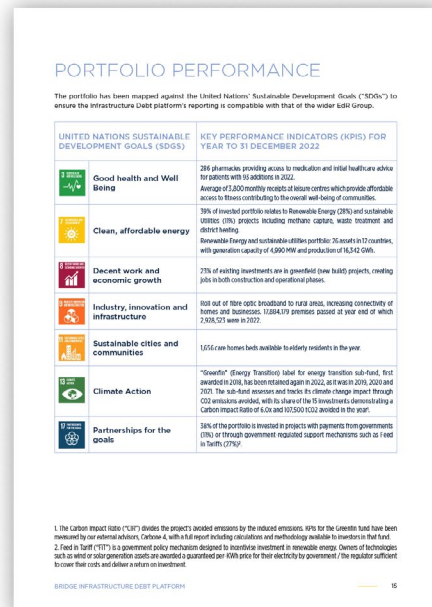 PORTFOLIO PERFORMANCE
The portfolio has been mapped against the United Nations' Sustainable Development Goals ("SDGs") to
ensure the Infrastructure Debt platform's reporting is compatible with that of the wider EdR Group.
UNITED NATIONS SUSTAINABLE
DEVELOPMENT GOALS (SDGS)
KEY PERFORMANCE INDICATORS (KPIS) FOR
YEAR TO 31 DECEMBER 2022
3
Good health and Well
Being
286 pharmacies providing access to medication and initial healthcare advice
for patients with 93 additions in 2022.
Average of 3,800 monthly receipts at leisure centres which provide affordable
access to fitness contributing to the overall well-being of communities.
7
Clean, affordable energy
39% of invested portfolio relates to Renewable Energy (28%) and sustainable
Utilities (11%) projects including methane capture, waste treatment and
district heating.
Renewable Energy and sustainable utilities portfolio: 26 assets in 12 countries,
with generation capacity of 4,990 MW and production of 16,342 GWh.
8
Decent work and
economic growth
23% of existing investments are in greenfield (new build) projects, creating
jobs in both construction and operational phases.
Industry, innovation and
infrastructure
Roll out of fibre optic broadband to rural areas, increasing connectivity of
homes and businesses. 17,804,179 premises passed at year end of which
2,928,523 were in 2022.
Sustainable cities and
communities
1,656 care homes beds available to elderly residents in the year.
13
Climate Action
"Greenfin" (Energy Transition) label for energy transition sub-fund, first
awarded in 2018, has been retained again in 2022, as it was in 2019, 2020 and
2021. The sub-fund assesses and tracks its climate change impact through
CO2 emissions avoided, with its share of the 15 investments demonstrating a
Carbon Impact Ratio of 6.0x and 107,500 tCO2 avoided in the year¹.
17
Partnerships for the
goals
38% of the portfolio is invested in projects with payments from governments
(11%) or through government-regulated support mechanisms such as Feed
in Tariffs (27%)².
1. The Carbon Impact Ratio ("CIR") divides the project's avoided emissions by the induced emissions. KPIs for the Greenfin fund have been
measured by our external advisors, Carbone 4, with a full report including calculations and methodology available to investors in that fund.
2. Feed in Tariff ("FIT") is a government policy mechanism designed to incentivise investment in renewable energy. Owners of technologies
such as wind or solar generation assets are awarded a guaranteed per-KWh price for their electricity by government / the regulator sufficient
to cover their costs and deliver a return on investment.
BRIDGE INFRASTRUCTURE DEBT PLATFORM
15